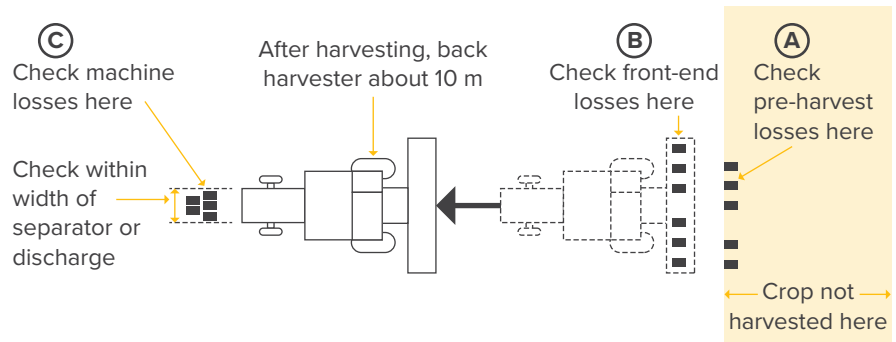 C
Check machine
losses here
After harvesting, back
harvester about 10 m
B
Check front-end
losses here
A
Check
pre-harvest
losses here
Check within
width of
separator or
discharge
Crop not
harvested here